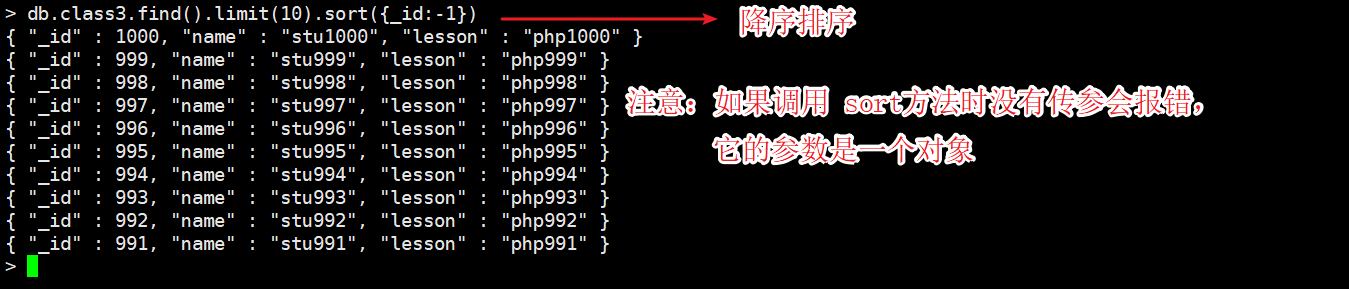 > db.class3.find().limit(10).sort({_id:-1})
降序排序
{ "_id" : 1000, "name" : "stu1000", "lesson" : "php1000" }
{ "_id" : 999, "name" : "stu999", "lesson" : "php999" }
{ "_id" : 998, "name" : "stu998", "lesson" : "php998" }
{ "_id" : 997, "name" : "stu997", "lesson" : "php997" }
注意：如果调用 sort方法时没有传参会报错，
{ "_id" : 996, "name" : "stu996", "lesson" : "php996" }
{ "_id" : 995, "name" : "stu995", "lesson" : "php995" }
它的参数是一个对象
{ "_id" : 994, "name" : "stu994", "lesson" : "php994" }
{ "_id" : 993, "name" : "stu993", "lesson" : "php993" }
{ "_id" : 992, "name" : "stu992", "lesson" : "php992" }
{ "_id" : 991, "name" : "stu991", "lesson" : "php991" }
>